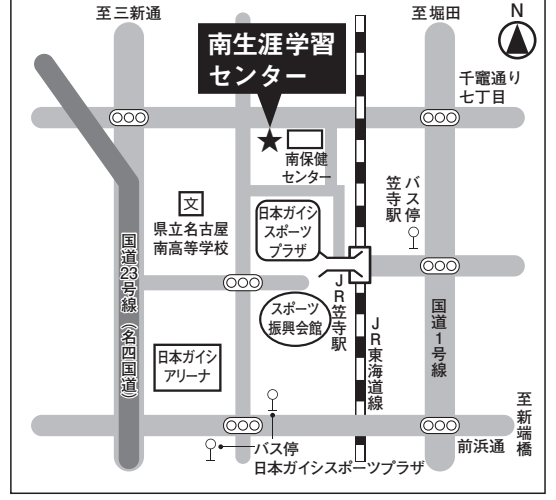 至三新通
至堀田
N
南生涯学習
センター
千竈通り
七丁目
南保健
センター
文
県立名古屋
南高等学校
日本ガイシ
スポーツ
プラザ
バス停
笠寺駅
国道23号線（名四国道）
スポーツ
振興会館
JR笠寺駅
JR東海道線
国道1号線
日本ガイシ
アリーナ
至新端橋
前浜通
バス停
日本ガイシスポーツプラザ